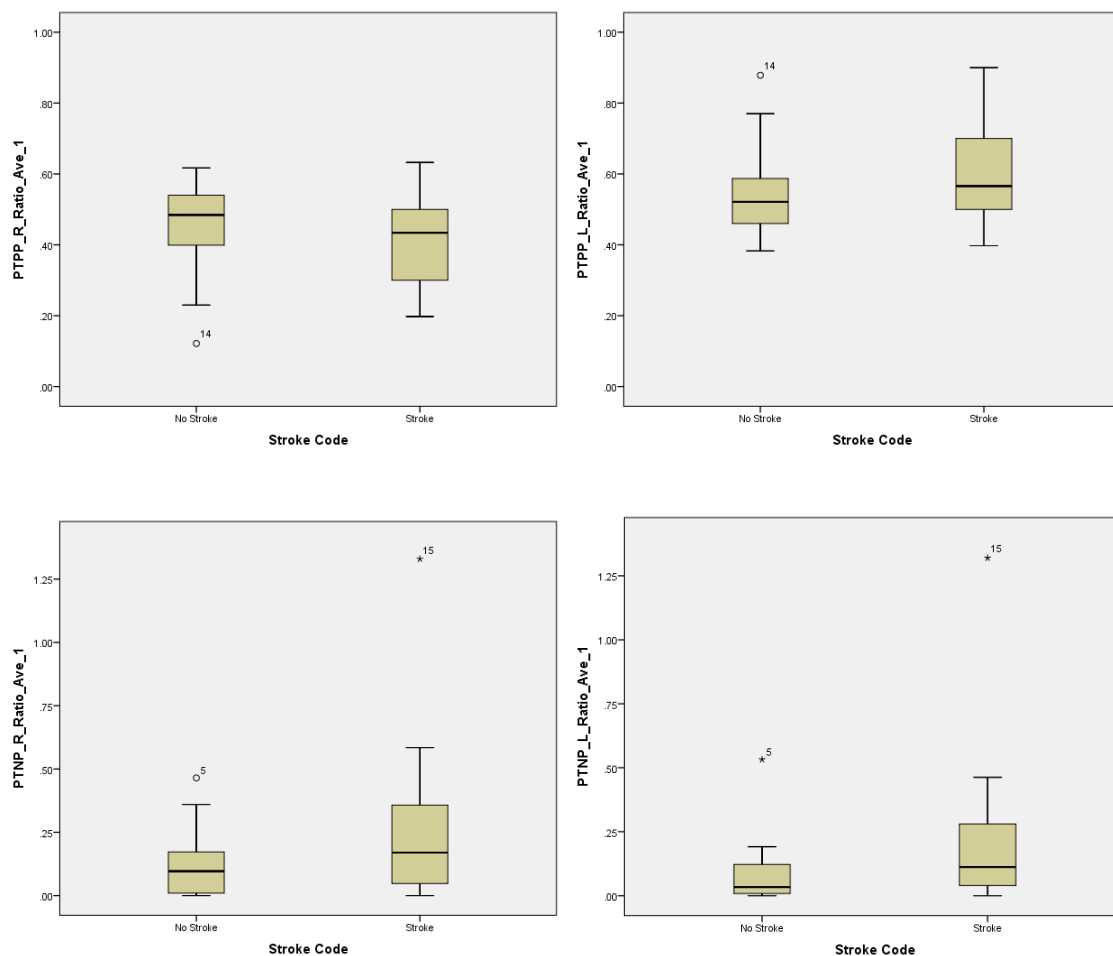 PTPP_R_Ratio_Ave_1
1.00
.80
.60
.40
.20
.00
14
No Stroke
Stroke
Stroke Code
PTPP_L_Ratio_Ave_1
1.00
.80
.60
.40
.20
.00
14
No Stroke
Stroke
Stroke Code
PTNP_R_Ratio_Ave_1
1.25
1.00
.75
.50
.25
.00
5
15
No Stroke
Stroke
Stroke Code
PTNP_L_Ratio_Ave_1
1.25
1.00
.75
.50
.25
.00
5
15
No Stroke
Stroke
Stroke Code